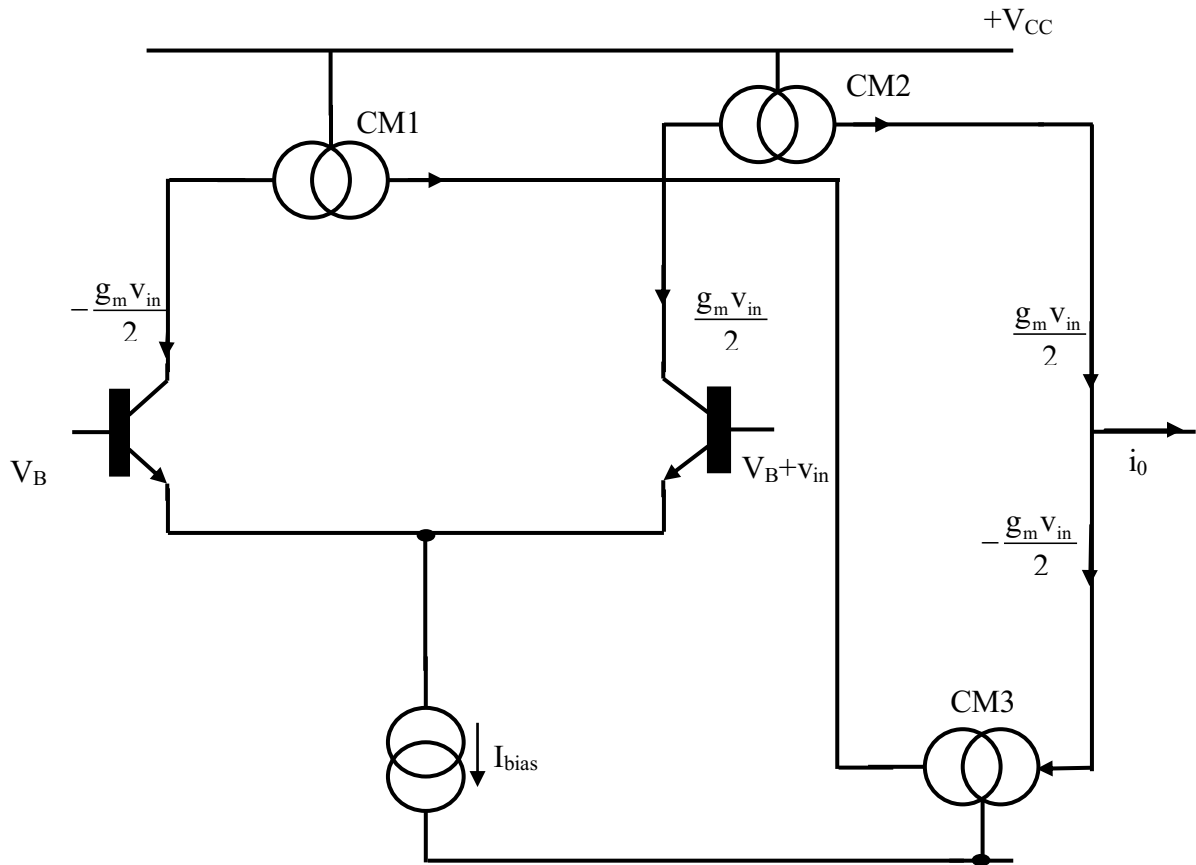 +V_CC
CM2
CM1
−g_m v_in / 2
g_m v_in / 2
g_m v_in / 2
V_B
V_B+v_in
i_0
−g_m v_in / 2
CM3
I_bias